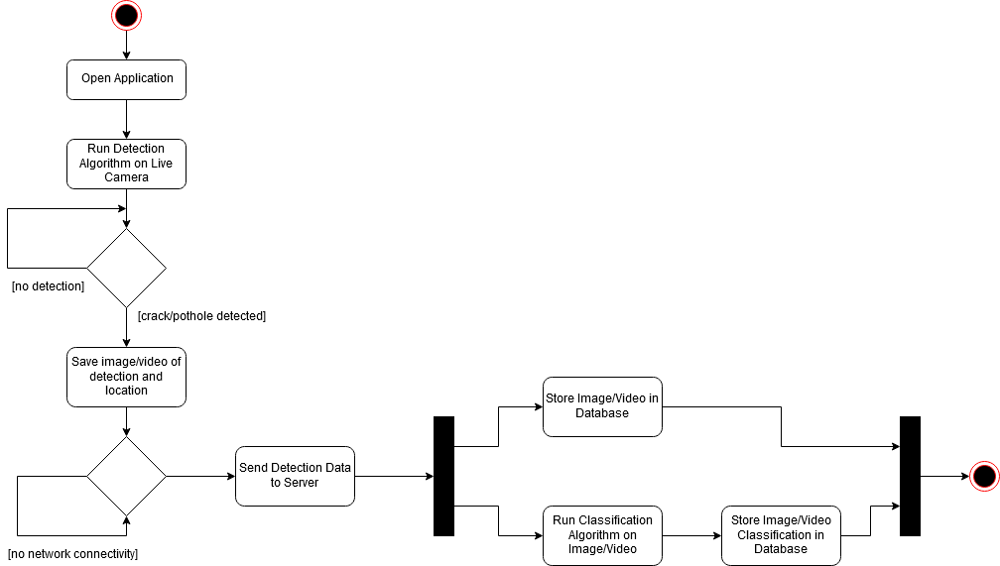 Open Application
Run Detection
Algorithm on Live
Camera
[no detection]
[crack/pothole detected]
Save image/video of
detection and
location
[no network connectivity]
Send Detection Data
to Server
Store Image/Video in
Database
Run Classification
Algorithm on
Image/Video
Store Image/Video
Classification in
Database